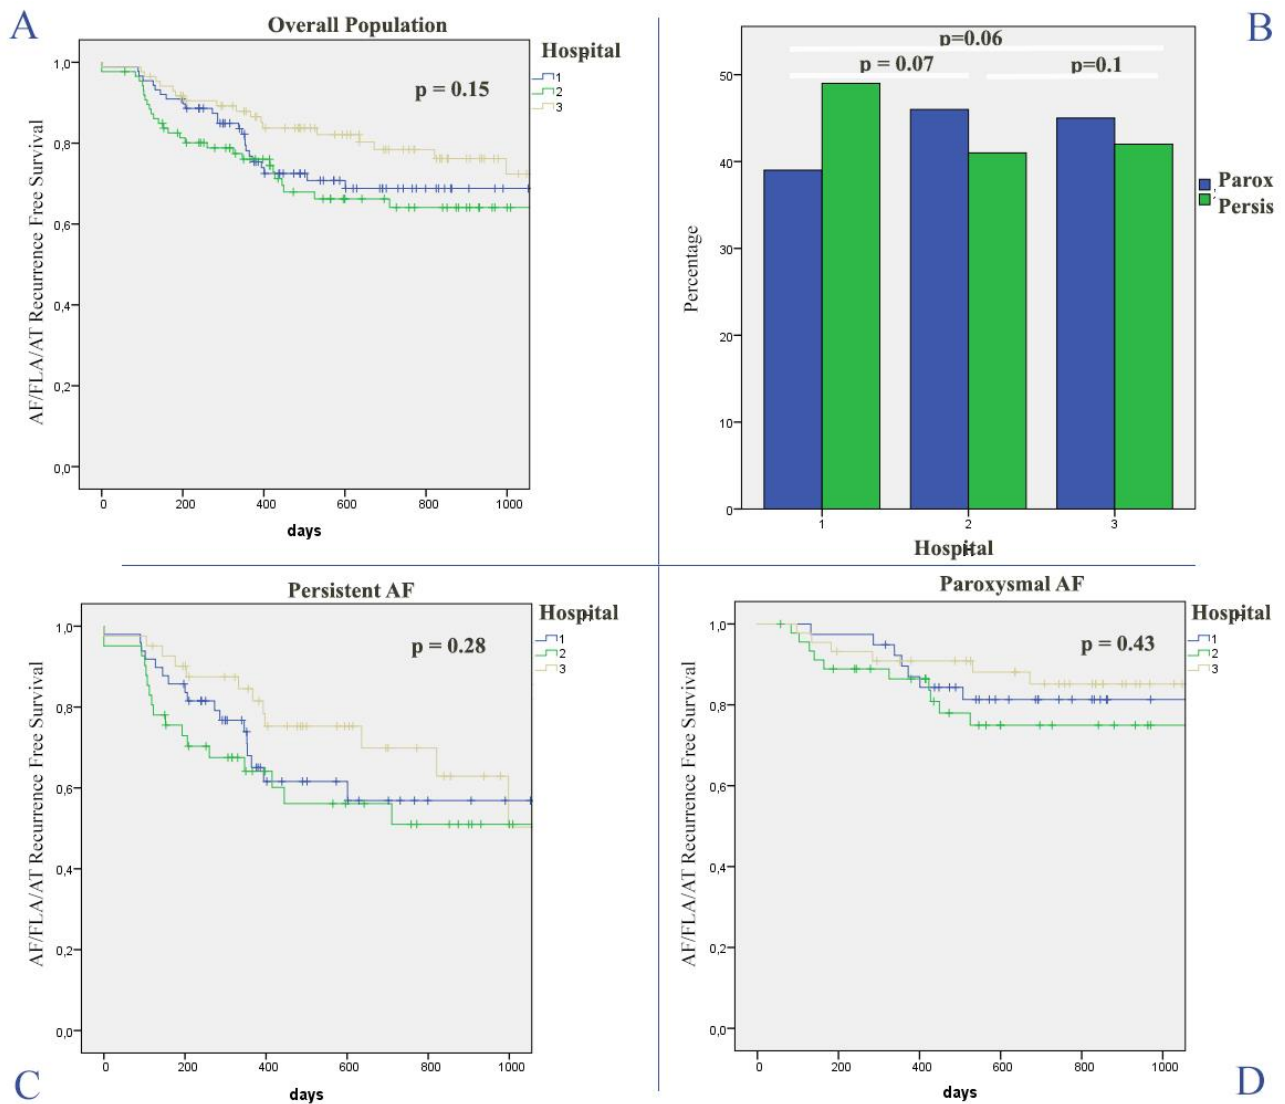 A
Overall Population
Hospital
1
2
3
p = 0.15
AF/FLA/AT Recurrence Free Survival
1,0
0,8
0,6
0,4
0,2
0,0
0 200 400 600 800 1000
days
B
p=0.06
p = 0.07
p=0.1
Parox
Persis
Percentage
50
40
30
20
10
0
1 2 3
Hospital
Persistent AF
Hospital
1
2
3
p = 0.28
AF/FLA/AT Recurrence Free Survival
1,0
0,8
0,6
0,4
0,2
0,0
0 200 400 600 800 1000
days
C
Paroxysmal AF
Hospital
1
2
3
p = 0.43
AF/FLA/AT Recurrence Free Survival
1,0
0,8
0,6
0,4
0,2
0,0
0 200 400 600 800 1000
days
D